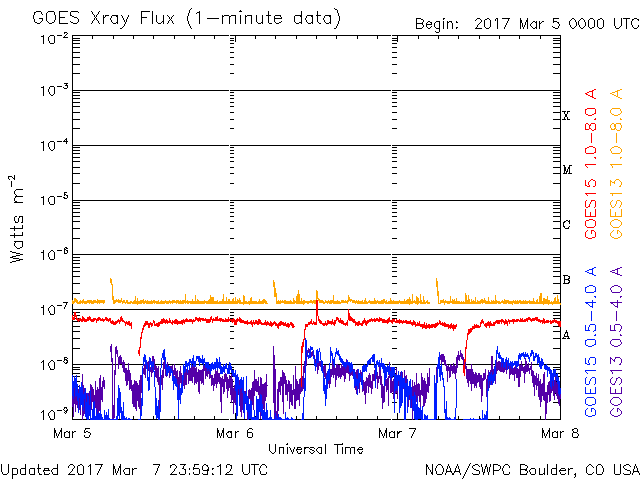 GOES Xray Flux (1-minute data)
Begin: 2017 Mar 5 0000 UTC
10⁻²
10⁻³
10⁻⁴
10⁻⁵
10⁻⁶
10⁻⁷
10⁻⁸
10⁻⁹
Watts m⁻²
X
M
C
B
A
GOES15 1.0-8.0 A
GOES13 1.0-8.0 A
GOES15 0.5-4.0 A
GOES13 0.5-4.0 A
Mar 5
Mar 6
Mar 7
Mar 8
Universal Time
Updated 2017 Mar 7 23:59:12 UTC
NOAA/SWPC Boulder, CO USA